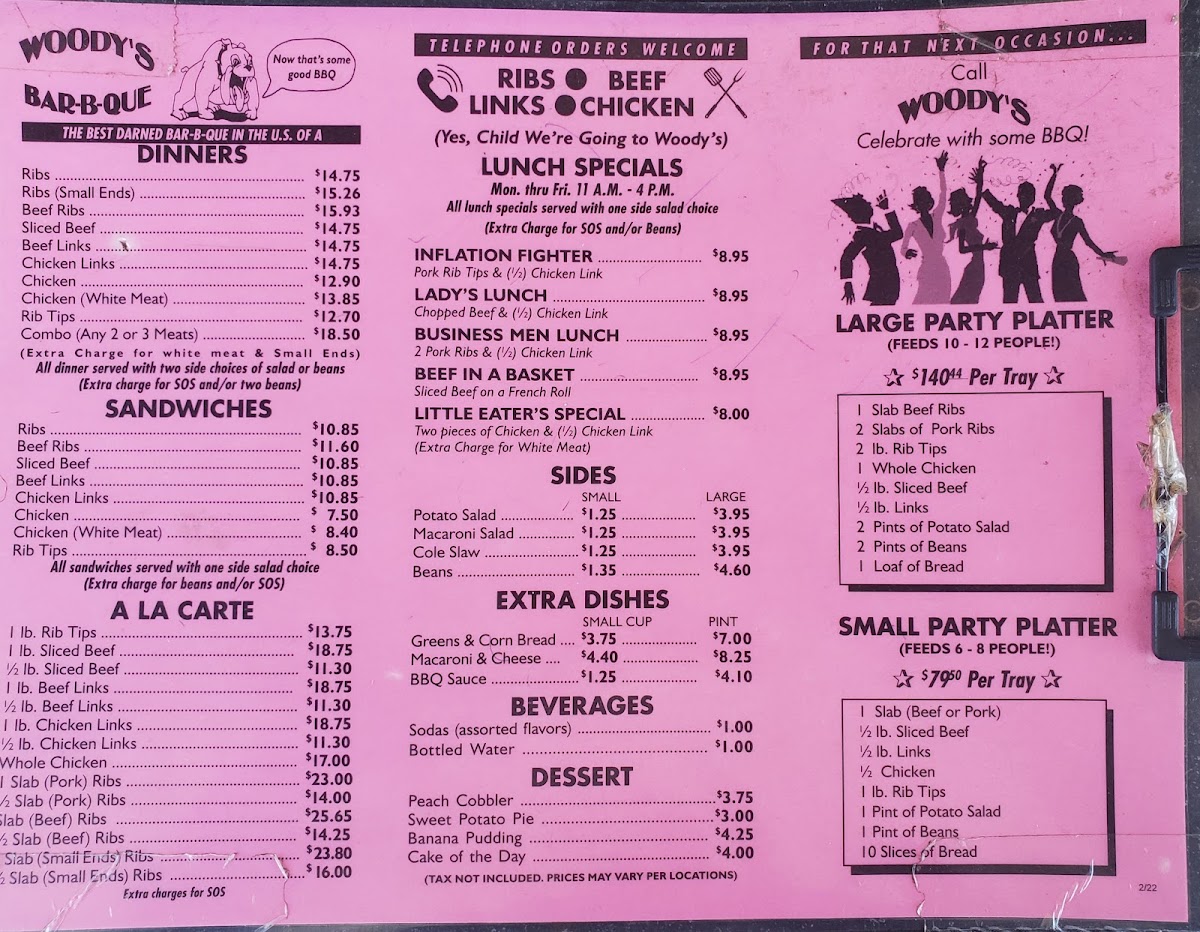 WOODY'S
BAR-B-QUE
Now that's some
good BBQ
THE BEST DARNED BAR-B-QUE IN THE U.S. OF A
DINNERS
Ribs $14.75
Ribs (Small Ends) $15.26
Beef Ribs $15.93
Sliced Beef $14.75
Beef Links $14.75
Chicken Links $14.75
Chicken $12.90
Chicken (White Meat) $13.85
Rib Tips $12.70
Combo (Any 2 or 3 Meats) $18.50
(Extra Charge for white meat & Small Ends)
All dinner served with two side choices of salad or beans
(Extra charge for SOS and/or two beans)
SANDWICHES
Ribs $10.85
Beef Ribs $11.60
Sliced Beef $10.85
Beef Links $10.85
Chicken Links $10.85
Chicken $ 7.50
Chicken (White Meat) $ 8.40
Rib Tips $ 8.50
All sandwiches served with one side salad choice
(Extra charge for beans and/or SOS)
A LA CARTE
1 lb. Rib Tips $13.75
1 lb. Sliced Beef $18.75
½ lb. Sliced Beef $11.30
1 lb. Beef Links $18.75
½ lb. Beef Links $11.30
1 lb. Chicken Links $18.75
½ lb. Chicken Links $11.30
Whole Chicken $17.00
1 Slab (Pork) Ribs $23.00
½ Slab (Pork) Ribs $14.00
Slab (Beef) Ribs $25.65
½ Slab (Beef) Ribs $14.25
Slab (Small Ends) Ribs $23.80
½ Slab (Small Ends) Ribs $16.00
Extra charges for SOS
TELEPHONE ORDERS WELCOME
RIBS ● BEEF
LINKS ● CHICKEN
(Yes, Child We're Going to Woody's)
LUNCH SPECIALS
Mon. thru Fri. 11 A.M. - 4 P.M.
All lunch specials served with one side salad choice
(Extra Charge for SOS and/or Beans)
INFLATION FIGHTER $8.95
Pork Rib Tips & (½) Chicken Link
LADY'S LUNCH $8.95
Chopped Beef & (½) Chicken Link
BUSINESS MEN LUNCH $8.95
2 Pork Ribs & (½) Chicken Link
BEEF IN A BASKET $8.95
Sliced Beef on a French Roll
LITTLE EATER'S SPECIAL $8.00
Two pieces of Chicken & (½) Chicken Link
(Extra Charge for White Meat)
SIDES
SMALL LARGE
Potato Salad $1.25 $3.95
Macaroni Salad $1.25 $3.95
Cole Slaw $1.25 $3.95
Beans $1.35 $4.60
EXTRA DISHES
SMALL CUP PINT
Greens & Corn Bread $3.75 $7.00
Macaroni & Cheese $4.40 $8.25
BBQ Sauce $1.25 $4.10
BEVERAGES
Sodas (assorted flavors) $1.00
Bottled Water $1.00
DESSERT
Peach Cobbler $3.75
Sweet Potato Pie $3.00
Banana Pudding $4.25
Cake of the Day $4.00
(TAX NOT INCLUDED. PRICES MAY VARY PER LOCATIONS)
FOR THAT NEXT OCCASION...
Call
WOODY'S
Celebrate with some BBQ!
LARGE PARTY PLATTER
(FEEDS 10 - 12 PEOPLE!)
☆ $140⁴⁴ Per Tray ☆
1 Slab Beef Ribs
2 Slabs of Pork Ribs
2 lb. Rib Tips
1 Whole Chicken
½ lb. Sliced Beef
½ lb. Links
2 Pints of Potato Salad
2 Pints of Beans
1 Loaf of Bread
SMALL PARTY PLATTER
(FEEDS 6 - 8 PEOPLE!)
☆ $79⁵⁰ Per Tray ☆
1 Slab (Beef or Pork)
½ lb. Sliced Beef
½ lb. Links
½ Chicken
1 lb. Rib Tips
1 Pint of Potato Salad
1 Pint of Beans
10 Slices of Bread
2/22